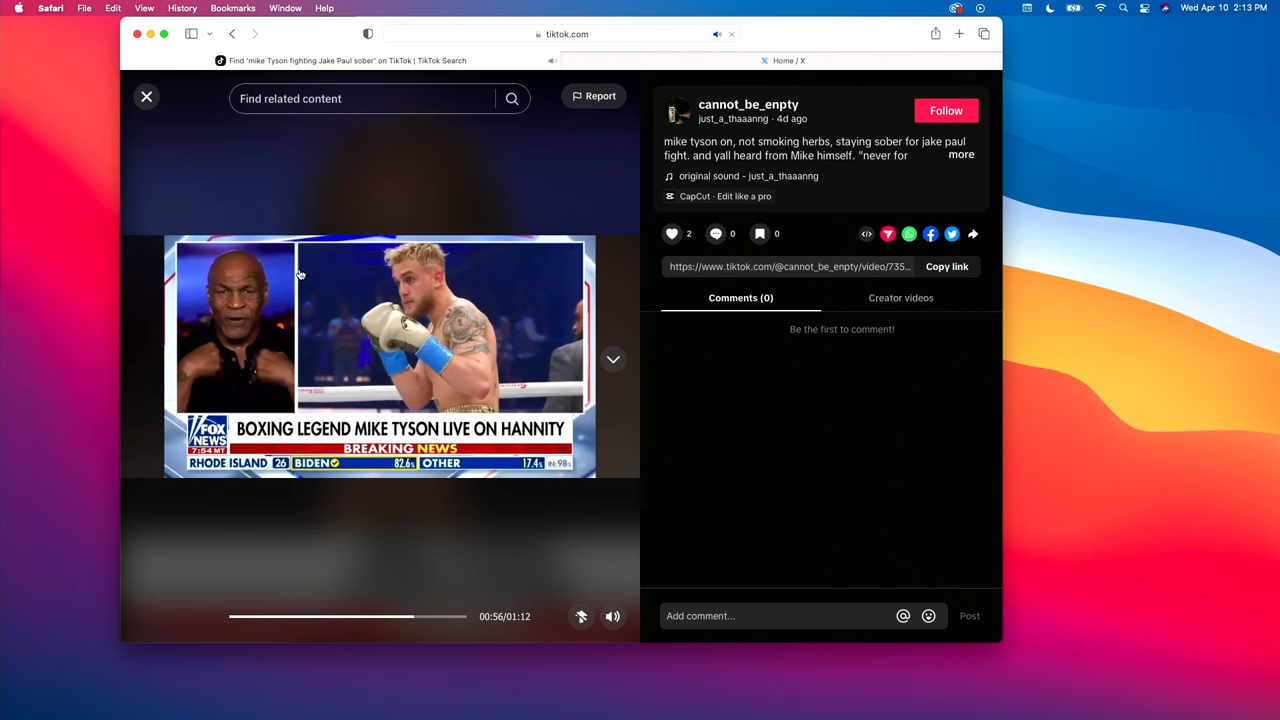 Safari File Edit View History Bookmarks Window Help
Wed Apr 10 2:13 PM
tiktok.com
Find 'mike Tyson fighting Jake Paul sober' on TikTok | TikTok Search
Home / X
Find related content
Report
cannot_be_enpty
just_a_thaaanng · 4d ago
Follow
mike tyson on, not smoking herbs, staying sober for jake paul
fight. and yall heard from Mike himself. "never for
more
original sound - just_a_thaaanng
CapCut · Edit like a pro
2
0
0
https://www.tiktok.com/@cannot_be_enpty/video/735...
Copy link
Comments (0)
Creator videos
Be the first to comment!
FOX
NEWS
7:54 MT
BOXING LEGEND MIKE TYSON LIVE ON HANNITY
BREAKING NEWS
RHODE ISLAND 26 BIDEN 82.6% OTHER 17.4% IN: 98%
00:56/01:12
Add comment...
Post